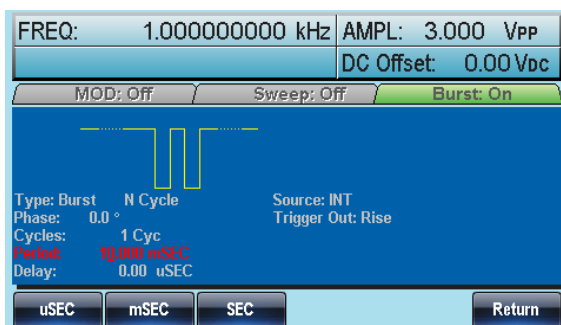 FREQ: 1.000000000 kHz AMPL: 3.000 VPP
DC Offset: 0.00 VDC
MOD: Off Sweep: Off Burst: On
Type: Burst N Cycle Source: INT
Phase: 0.0 ° Trigger Out: Rise
Cycles: 1 Cyc
Period: 10.000 mSEC
Delay: 0.00 uSEC
uSEC mSEC SEC Return